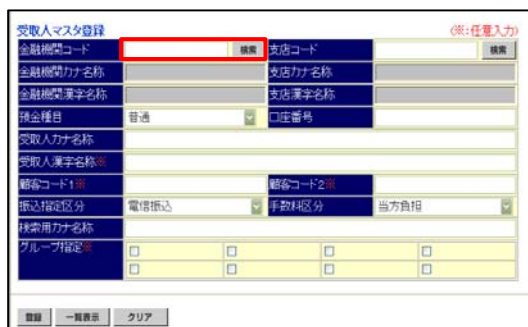 受取人マスタ登録 (※:任意入力)
金融機関コード 検索 支店コード 検索
金融機関カナ名称 支店カナ名称
金融機関漢字名称 支店漢字名称
預金種目 普通 口座番号
受取人カナ名称
受取人漢字名称※
顧客コード1※ 顧客コード2※
振込指定区分 電信振込 手数料区分 当方負担
検索用カナ名称
グループ指定※
登録 一覧表示 クリア